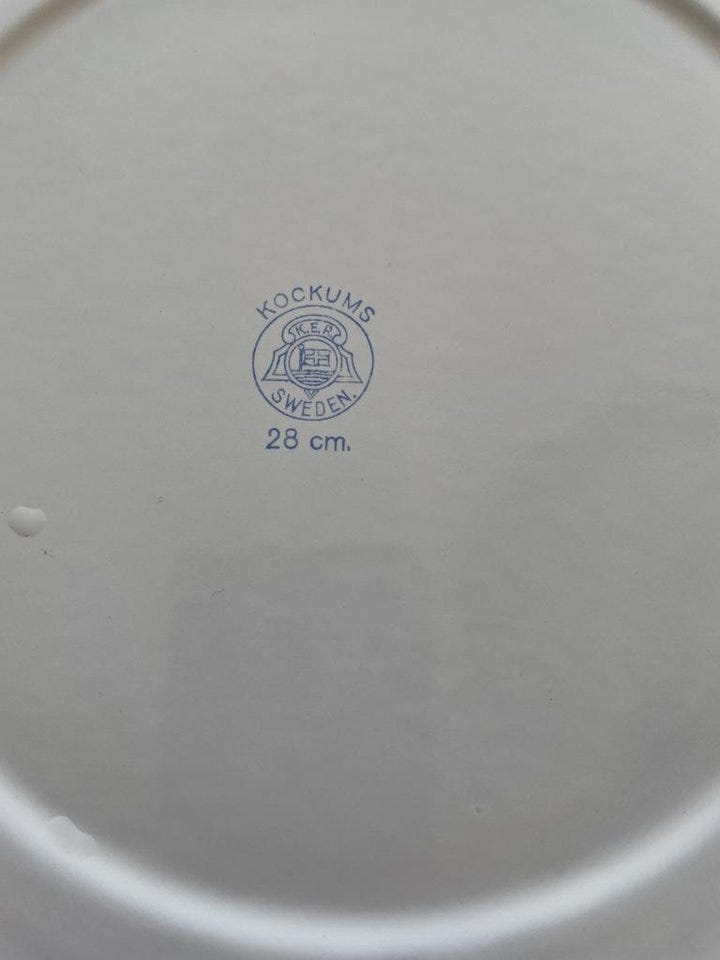 KOCKUMS
K.E.R.
SWEDEN.
28 cm.